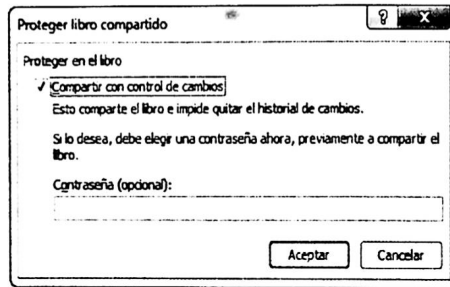 Proteger libro compartido
Proteger en el libro
Compartir con control de cambios
Esto comparte el libro e impide quitar el historial de cambios.
Si lo desea, debe elegir una contraseña ahora, previamente a compartir el
libro.
Contraseña (opcional):
Aceptar
Cancelar